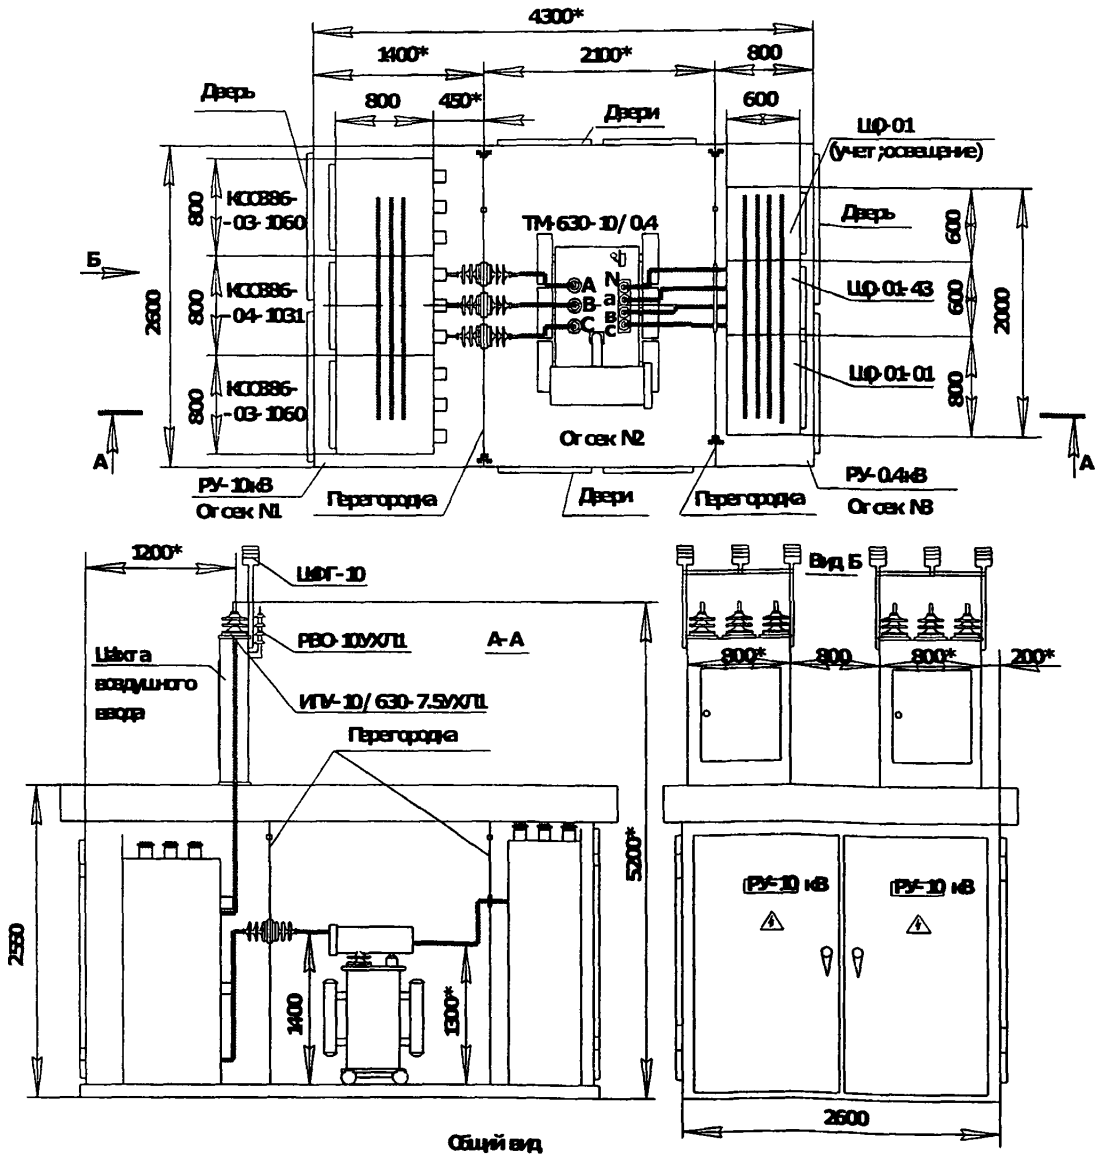 4300*
1400*
2100*
800
Дверь
800
450*
Двери
600
ЩО-01
(учет;освещение)
КСО386-
-03-1060
800
ТМ-630-10/0.4
600
Дверь
Б
2600
КСО386-
-04-1031
800
A
B
C
N
a
в
c
ЩО-01-43
600
2000
КСО386-
-03-1060
800
ЩО-01-01
800
А
Отсек N2
А
РУ-10кВ
Отсек N1
Перегородка
Двери
Перегородка
РУ-0.4кВ
Отсек N3
1200*
ШФГ-10
Вид Б
РВО-10УХЛ1
А-А
Шахта
воздушного
ввода
ИПУ-10/630-7.5УХЛ1
Перегородка
800*
800
800*
200*
5200*
2550
1400
1300*
РУ-10 кВ
РУ-10 кВ
2600
Общий вид